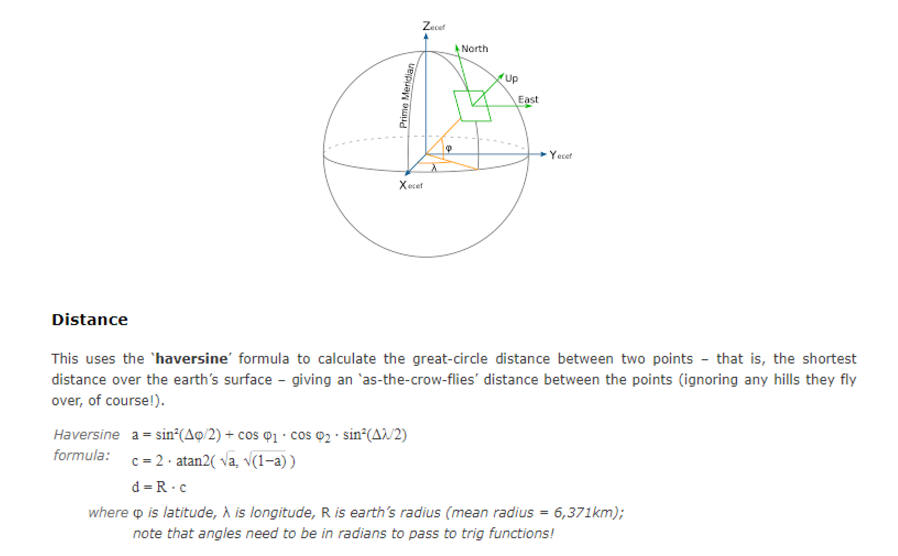 Zecef
North
Up
East
Prime Meridian
φ
Yecef
λ
Xecef
Distance
This uses the ‘haversine’ formula to calculate the great-circle distance between two points – that is, the shortest
distance over the earth’s surface – giving an ‘as-the-crow-flies’ distance between the points (ignoring any hills they fly
over, of course!).
Haversine a = sin²(Δφ/2) + cos φ1 ⋅ cos φ2 ⋅ sin²(Δλ/2)
formula: c = 2 ⋅ atan2( √a, √(1−a) )
d = R ⋅ c
where φ is latitude, λ is longitude, R is earth’s radius (mean radius = 6,371km);
note that angles need to be in radians to pass to trig functions!